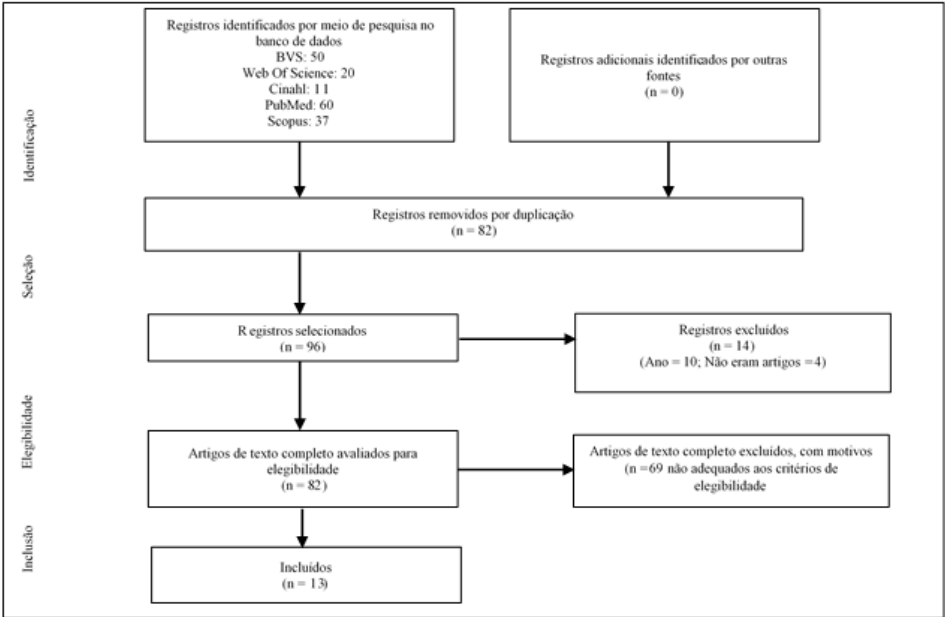 Registros identificados por meio de pesquisa no
banco de dados
BVS: 50
Web Of Science: 20
Cinahl: 11
PubMed: 60
Scopus: 37
Registros adicionais identificados por outras
fontes
(n = 0)
Identificação
Registros removidos por duplicação
(n = 82)
Seleção
Registros selecionados
(n = 96)
Registros excluídos
(n = 14)
(Ano = 10; Não eram artigos =4)
Elegibilidade
Artigos de texto completo avaliados para
elegibilidade
(n = 82)
Artigos de texto completo excluídos, com motivos
(n =69 não adequados aos critérios de
elegibilidade
Inclusão
Incluídos
(n = 13)